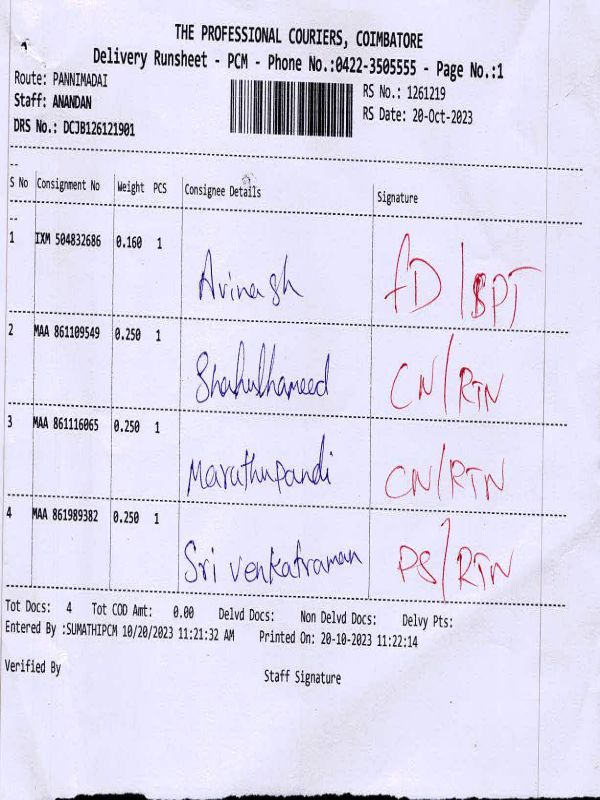 THE PROFESSIONAL COURIERS, COIMBATORE
Delivery Runsheet - PCM - Phone No.:0422-3505555 - Page No.:1
Route: PANNIMADAI RS No.: 1261219
Staff: ANANDAN RS Date: 20-Oct-2023
DRS No.: DCJB126121901
--
S No Consignment No Weight PCS Consignee Details Signature
--
1 IXM 504832686 0.160 1 Avinash AD/BPT
2 MAA 861109549 0.250 1 Shahulhameed CN/RTN
3 MAA 861116065 0.250 1 Marathupandi CN/RTN
4 MAA 861989382 0.250 1 Sri venkatraman PS/RTN
Tot Docs: 4 Tot COD Amt: 0.00 Delvd Docs: Non Delvd Docs: Delvy Pts:
Entered By :SUMATHIPCM 10/20/2023 11:21:32 AM Printed On: 20-10-2023 11:22:14
Verified By Staff Signature